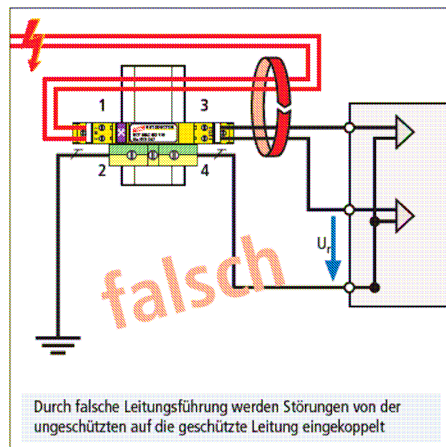 1
3
2
4
Ur
falsch
Durch falsche Leitungsführung werden Störungen von der
ungeschützten auf die geschützte Leitung eingekoppelt